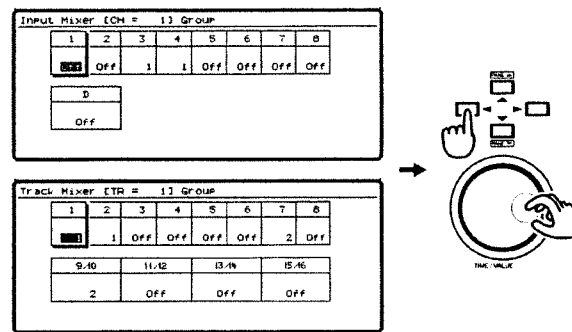 Input Mixer [CH = 1] Group
1 2 3 4 5 6 7 8
Off 1 1 Off Off Off Off
D
Off
Track Mixer [TR = 1] Group
1 2 3 4 5 6 7 8
1 Off Off Off Off 2 Off
9/10 11/12 13/14 15/16
2 Off Off Off
TIME/VALUE